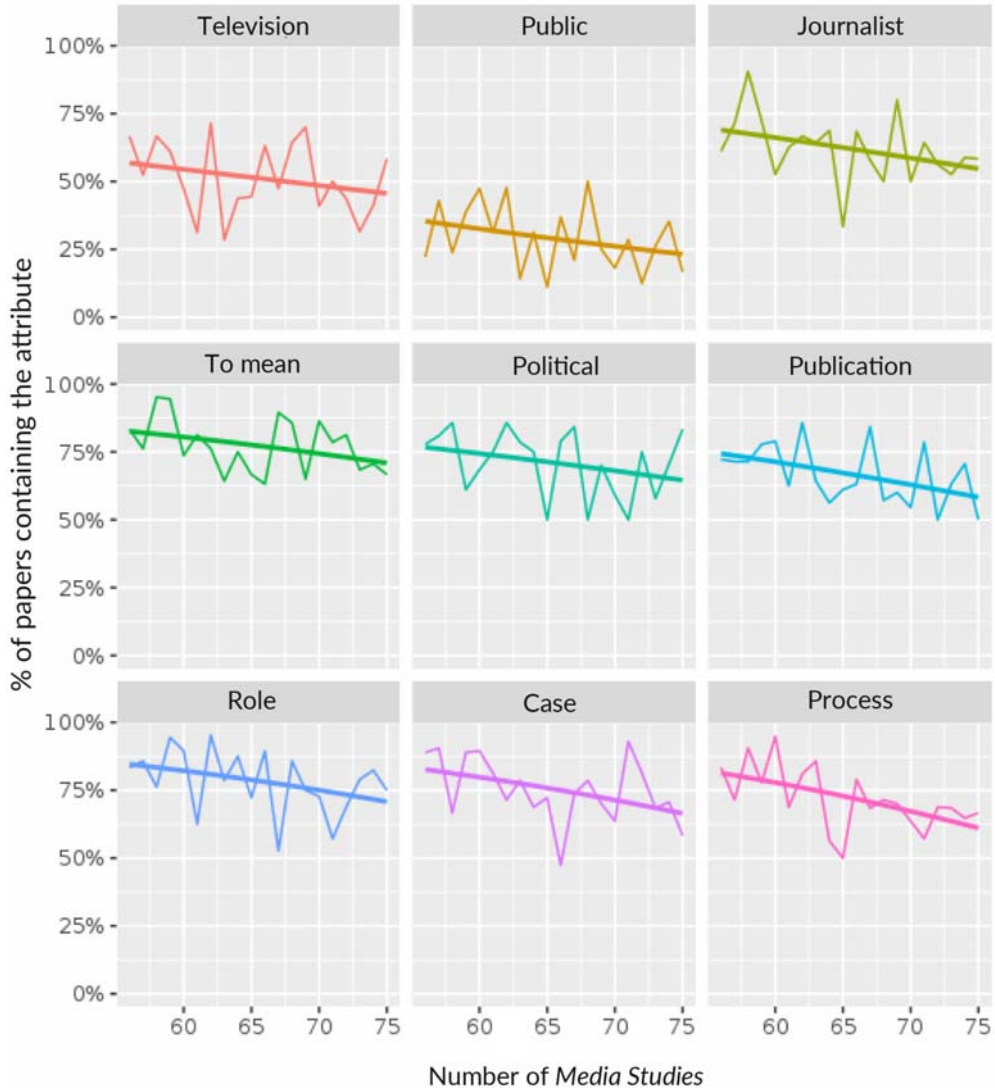 Television Public Journalist
100%
75%
50%
25%
0%
To mean Political Publication
100%
75%
50%
25%
0%
Role Case Process
100%
75%
50%
25%
0%
60 65 70 75 60 65 70 75 60 65 70 75
% of papers containing the attribute
Number of Media Studies